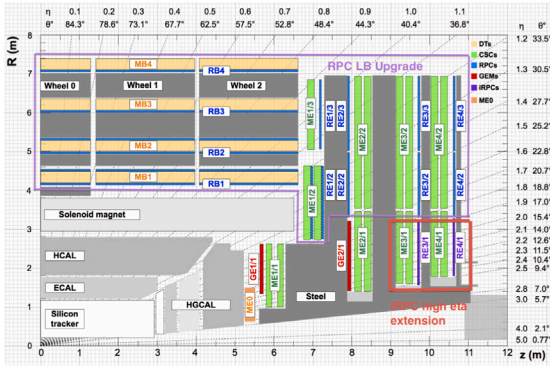 η 0.1 0.2 0.3 0.4 0.5 0.6 0.7 0.8 0.9 1.0 1.1 η θ°
θ° 84.3° 78.6° 73.1° 67.7° 62.5° 57.5° 52.8° 48.4° 44.3° 40.4° 36.8°
R (m)
8
7
6
5
4
3
2
1
0
1.2 33.5°
1.3 30.5°
1.4 27.7°
1.5 25.2°
1.6 22.8°
1.7 20.7°
1.8 18.8°
1.9 17.0°
2.0 15.4°
2.1 14.0°
2.2 12.6°
2.3 11.5°
2.4 10.4°
2.5 9.4°
2.8 7.0°
3.0 5.7°
4.0 2.1°
5.0 0.77°
DTs
CSCs
RPCs
GEMs
iRPCs
ME0
RPC LB Upgrade
MB4
RB4
Wheel 0 Wheel 1 Wheel 2
MB3
RB3
MB2
RB2
MB1
RB1
Solenoid magnet
HCAL
ECAL
Silicon
tracker
HGCAL
Steel
ME0
GE1/1
ME1/1
ME1/2
ME1/3
RE1/3
RE1/2
RE2/3
RE2/2
GE2/1
ME2/2
ME2/1
ME3/2
ME3/1
RE3/3
RE3/2
RE3/1
ME4/2
ME4/1
RE4/3
RE4/2
RE4/1
iRPC high eta
extension
0 1 2 3 4 5 6 7 8 9 10 11 z (m)